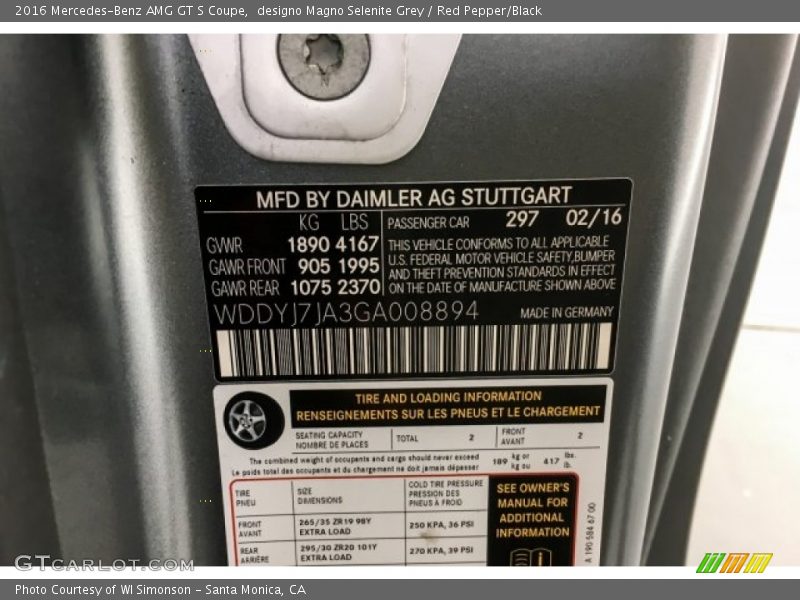 2016 Mercedes-Benz AMG GT S Coupe,  designo Magno Selenite Grey / Red Pepper/Black
MFD BY DAIMLER AG STUTTGART
KG LBS
PASSENGER CAR 297 02/16
GVWR 1890 4167
GAWR FRONT 905 1995
GAWR REAR 1075 2370
THIS VEHICLE CONFORMS TO ALL APPLICABLE
U.S. FEDERAL MOTOR VEHICLE SAFETY,BUMPER
AND THEFT PREVENTION STANDARDS IN EFFECT
ON THE DATE OF MANUFACTURE SHOWN ABOVE
WDDYJ7JA3GA008894
MADE IN GERMANY
TIRE AND LOADING INFORMATION
RENSEIGNEMENTS SUR LES PNEUS ET LE CHARGEMENT
SEATING CAPACITY
NOMBRE DE PLACES
TOTAL 2
FRONT
AVANT
2
The combined weight of occupants and cargo should never exceed
Le poids total des occupants et du chargement ne doit jamais dépasser
189 kg or
kg ou
417 lbs.
lb.
TIRE
PNEU
SIZE
DIMENSIONS
COLD TIRE PRESSURE
PRESSION DES
PNEUS À FROID
FRONT
AVANT
265/35 ZR19 98Y
EXTRA LOAD
250 KPA, 36 PSI
REAR
ARRIÈRE
295/30 ZR20 101Y
EXTRA LOAD
270 KPA, 39 PSI
SEE OWNER'S
MANUAL FOR
ADDITIONAL
INFORMATION
A 190 584 67 00
GTCarLot.com
Photo Courtesy of WI Simonson - Santa Monica, CA